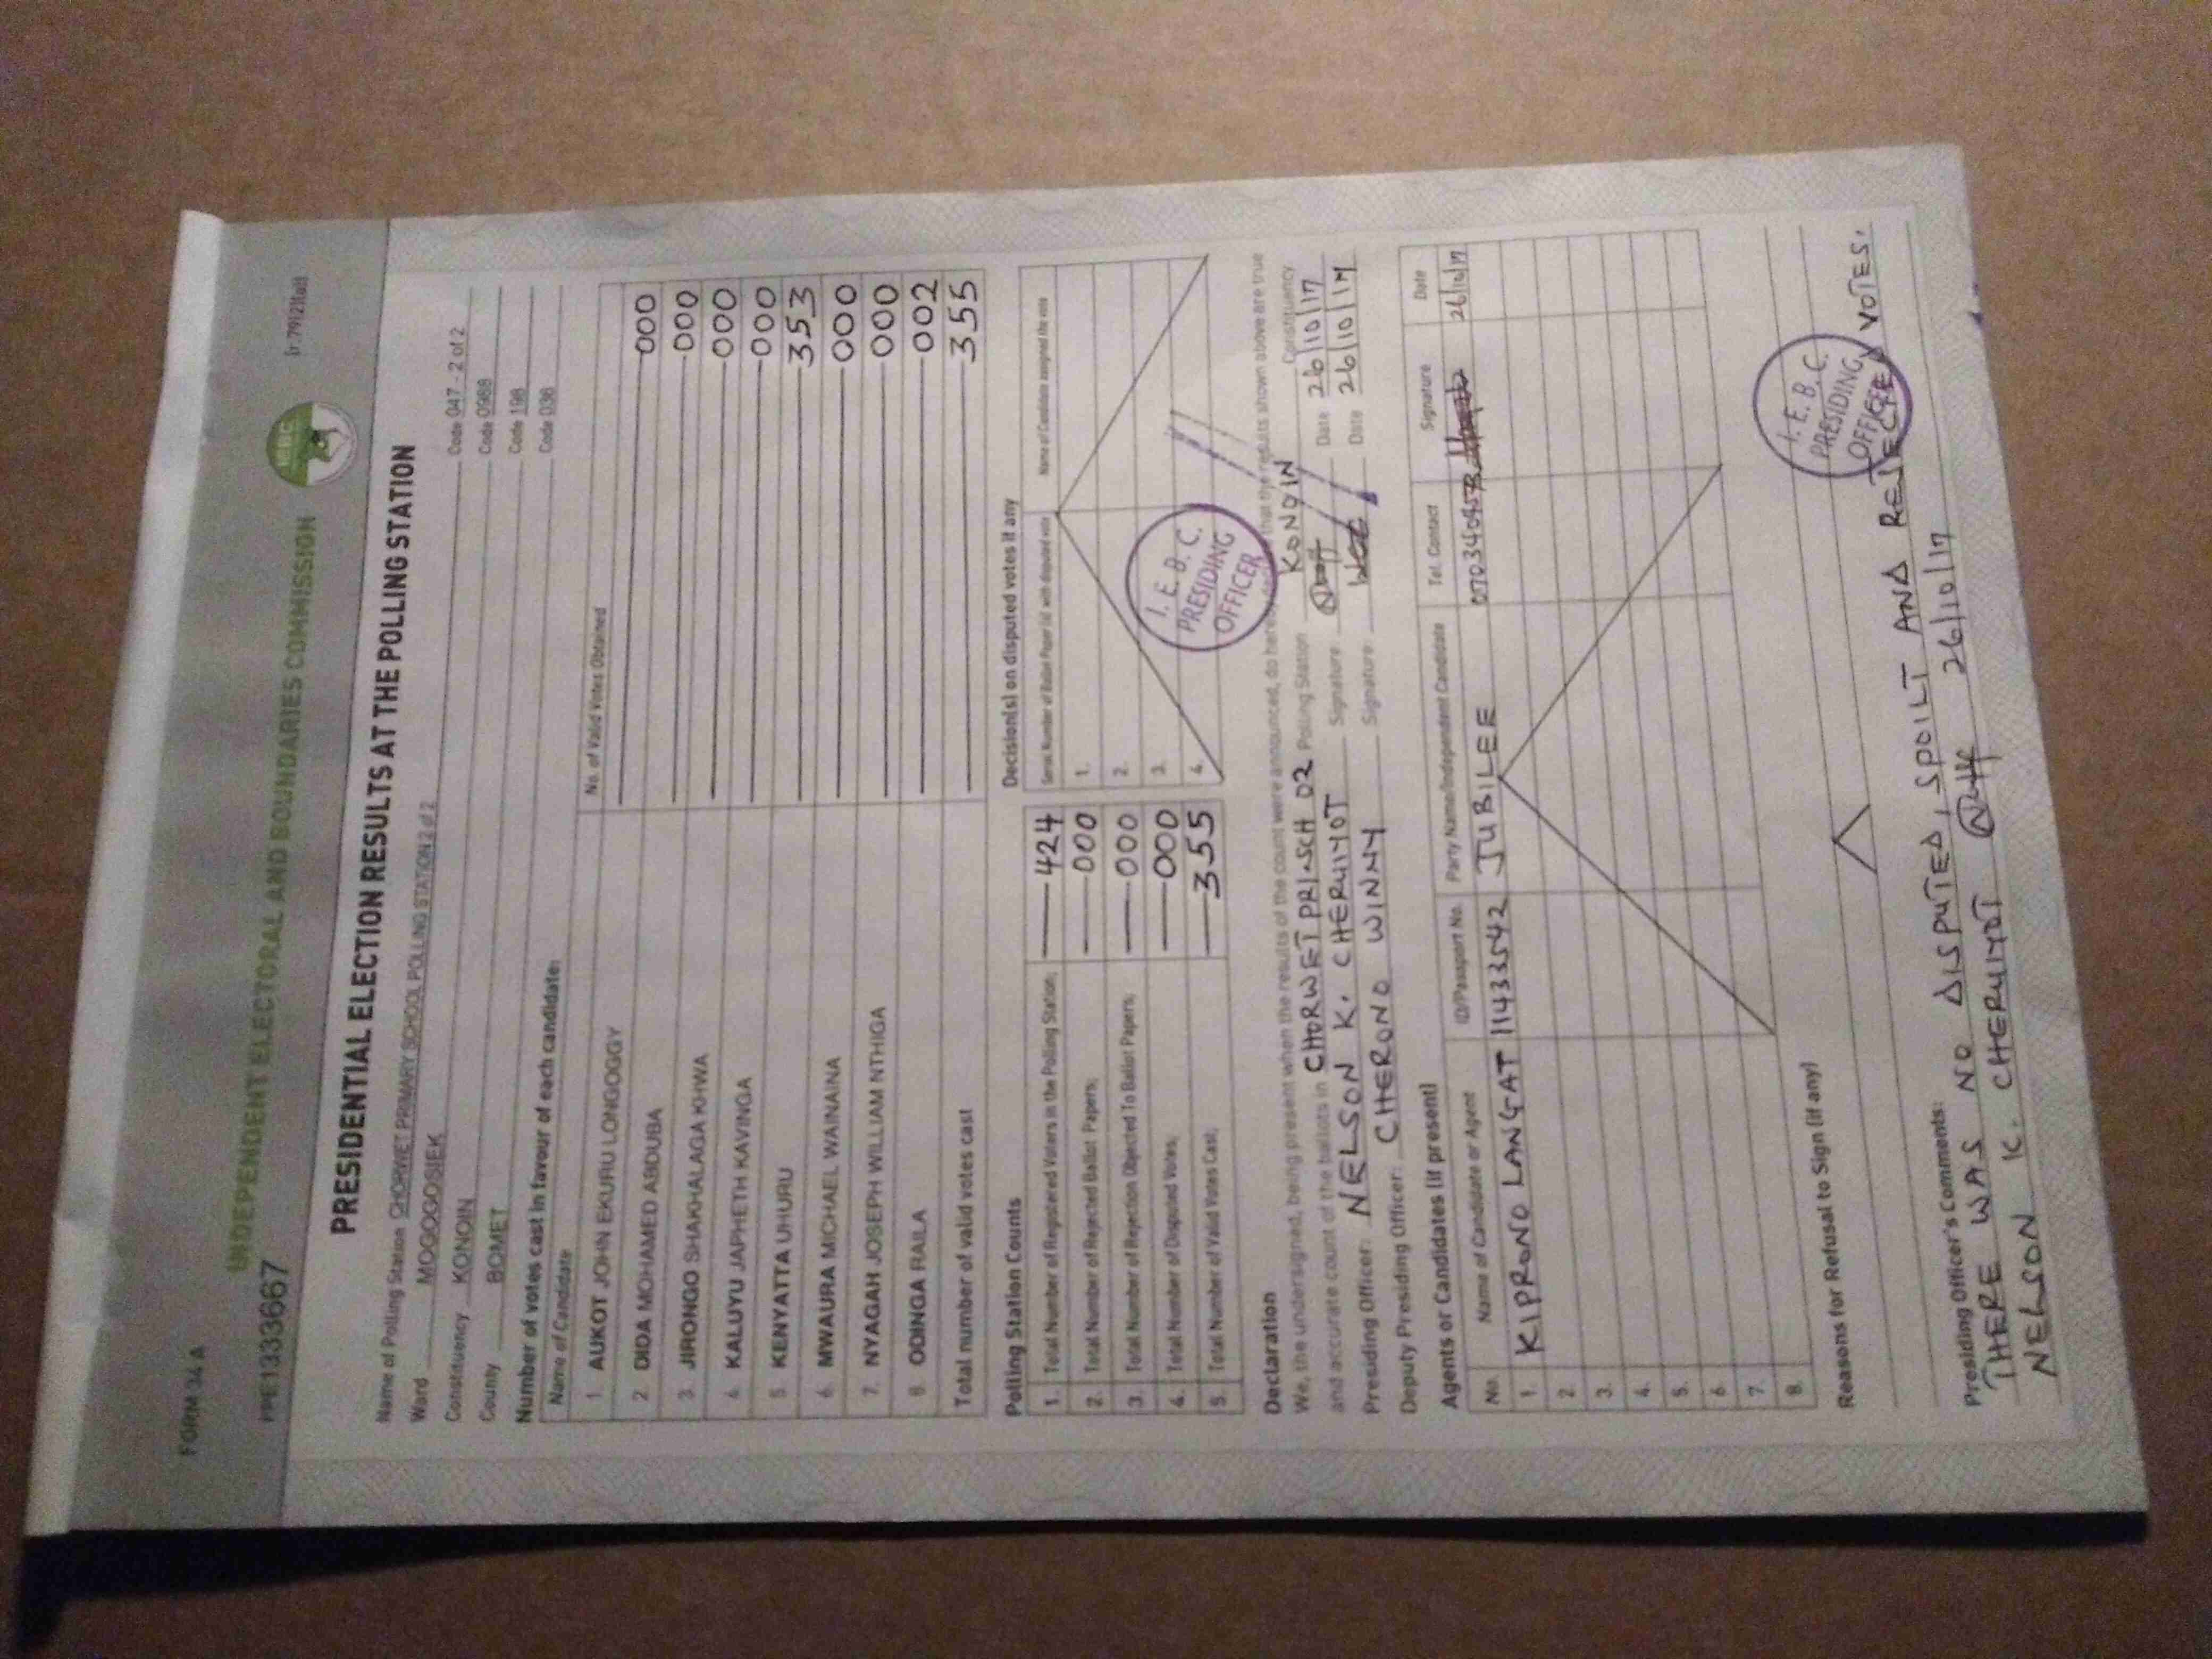 FORM 34 A
INDEPENDENT ELECTORAL AND BOUNDARIES COMMISSION
PPE1333667
IEBC
PRESIDENTIAL ELECTION RESULTS AT THE POLLING STATION
Name of Polling Station CHORWET PRIMARY SCHOOL POLLING STATION 2 of 2 Code 047 - 2 of 2
Ward MOGOGOSIEK Code 0988
Constituency KONOIN Code 198
County BOMET Code 036
Number of votes cast in favour of each candidate:
Name of Candidate No. of Valid Votes Obtained
1. AUKOT JOHN EKURU LONGOGGY 000
2. DIDA MOHAMED ABDUBA 000
3. JIRONGO SHAKHALAGA KHWA 000
4. KALUYU JAPHETH KAVINGA 000
5. KENYATTA UHURU 353
6. MWAURA MICHAEL WAINAINA 000
7. NYAGAH JOSEPH WILLIAM NTHIGA 000
8. ODINGA RAILA 002
Total number of valid votes cast 355
Polling Station Counts
1. Total Number of Registered Voters in the Polling Station; 424
2. Total Number of Rejected Ballot Papers; 000
3. Total Number of Rejection Objected To Ballot Papers; 000
4. Total Number of Disputed Votes; 000
5. Total Number of Valid Votes Cast; 355
Decision(s) on disputed votes if any
Serial Number of Ballot Paper (s) with disputed vote Name of Candidate assigned the vote
1.
2.
3.
4.
I.E.B.C.
PRESIDING
OFFICER
Declaration
We, the undersigned, being present when the results of the count were announced, do hereby that the results shown above are true
and accurate count of the ballots in CHORWET PRI.SCH 02 Polling Station KONOIN Constituency
Presiding Officer: NELSON K. CHERUIYOT Signature: Date 26/10/17
Deputy Presiding Officer: CHERONO WINNY Signature: Date 26/10/17
Agents or Candidates (if present)
No. Name of Candidate or Agent ID/Passport No. Party Name/Independent Candidate Tel. Contact Signature Date
1. KIPRONO LANGAT 11433542 JUBILEE 26/10/17
2.
3.
4.
5.
6.
7.
8.
Reasons for Refusal to Sign (if any)
I.E.B.C.
PRESIDING
OFFICER
Presiding Officer's Comments:
THERE WAS NO DISPUTED, SPOILT AND REJECTED VOTES.
NELSON K. CHERUIYOT 26/10/17